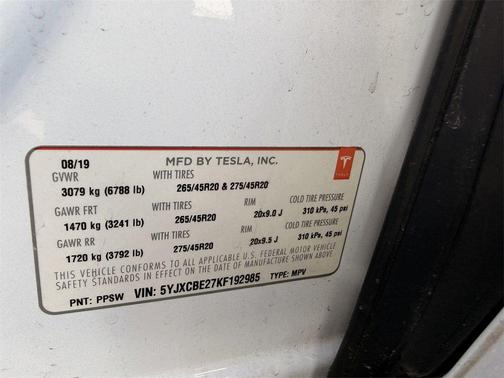 08/19 MFD BY TESLA, INC. TESLA
GVWR WITH TIRES
3079 kg (6788 lb) 265/45R20 & 275/45R20
GAWR FRT WITH TIRES RIM COLD TIRE PRESSURE
1470 kg (3241 lb) 265/45R20 20x9.0 J 310 kPa, 45 psi
GAWR RR WITH TIRES RIM COLD TIRE PRESSURE
1720 kg (3792 lb) 275/45R20 20x9.5 J 310 kPa, 45 psi
THIS VEHICLE CONFORMS TO ALL APPLICABLE U.S. FEDERAL MOTOR VEHICLE
SAFETY STANDARDS IN EFFECT ON THE DATE OF MANUFACTURE SHOWN ABOVE.
PNT: PPSW VIN: 5YJXCBE27KF192985 TYPE: MPV